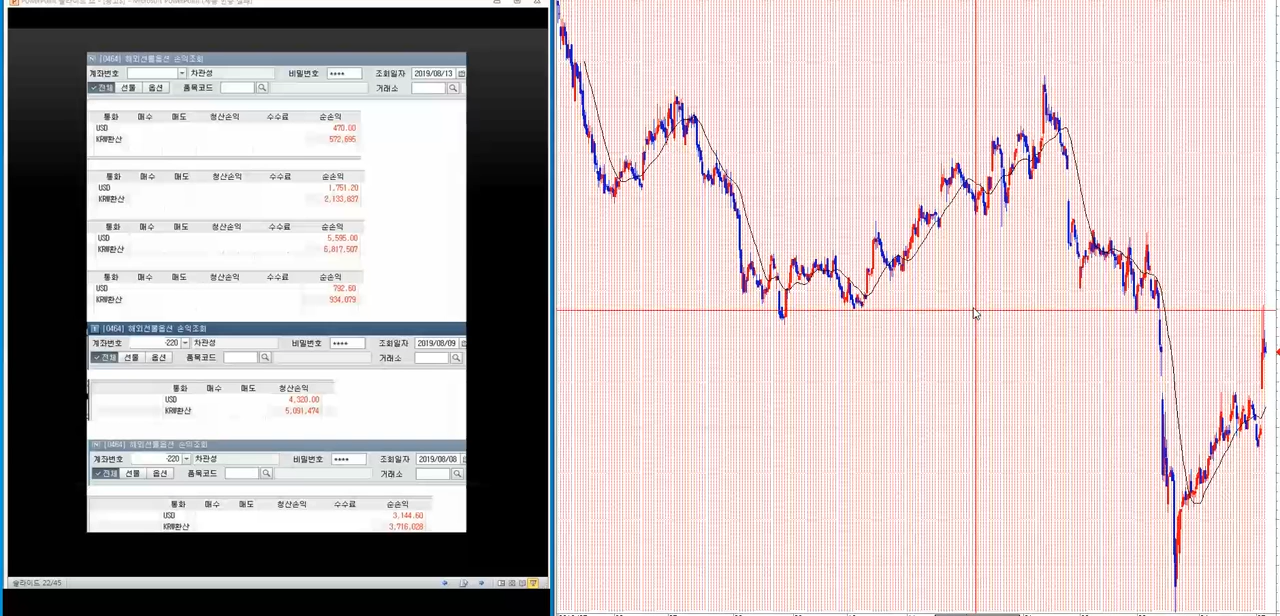 [0464] 해외선물옵션 손익조회
계좌번호 차관성 비밀번호 **** 조회일자 2019/08/13
전체 선물 옵션 품목코드 거래소
통화 매수 매도 청산손익 수수료 순손익
USD 470.00
KRW환산 572,695
통화 매수 매도 청산손익 수수료 순손익
USD 1,751.20
KRW환산 2,133,837
통화 매수 매도 청산손익 수수료 순손익
USD 5,595.00
KRW환산 6,817,507
통화 매수 매도 청산손익 수수료 순손익
USD 792.60
KRW환산 934,079
[0464] 해외선물옵션 손익조회
계좌번호 -220 차관성 비밀번호 **** 조회일자 2019/08/09
전체 선물 옵션 품목코드 거래소
통화 매수 매도 청산손익
USD 4,320.00
KRW환산 5,091,474
[0464] 해외선물옵션 손익조회
계좌번호 -220 차관성 비밀번호 **** 조회일자 2019/08/08
전체 선물 옵션 품목코드 거래소
통화 매수 매도 청산손익 수수료 순손익
USD 3,144.60
KRW환산 3,716,028
슬라이드 22/45